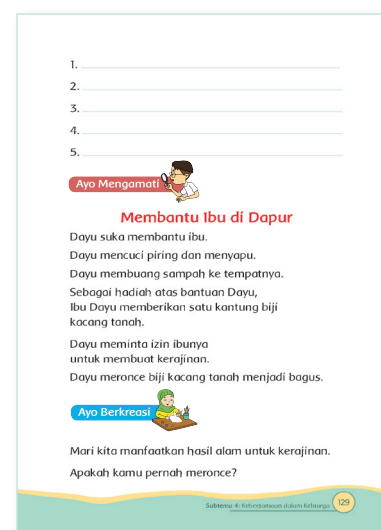 1.
2.
3.
4.
5.
Ayo Mengamati
Membantu Ibu di Dapur
Dayu suka membantu ibu.
Dayu mencuci piring dan menyapu.
Dayu membuang sampah ke tempatnya.
Sebagai hadiah atas bantuan Dayu,
Ibu Dayu memberikan satu kantung biji
kacang tanah.
Dayu meminta izin ibunya
untuk membuat kerajinan.
Dayu meronce biji kacang tanah menjadi bagus.
Ayo Berkreasi
Mari kita manfaatkan hasil alam untuk kerajinan.
Apakah kamu pernah meronce?
Subtema 4: Kebersamaan dalam Keluarga 129